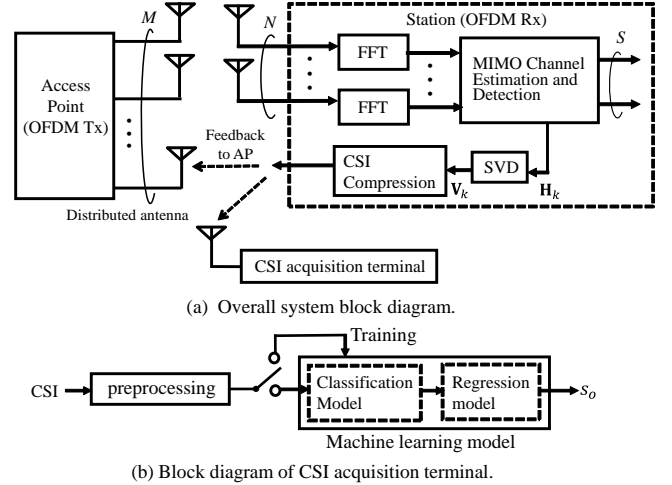 M
N
Station (OFDM Rx)
S
Access
Point
(OFDM Tx)
FFT
FFT
MIMO Channel
Estimation and
Detection
Feedback
to AP
CSI
Compression
SVD
V_k
H_k
Distributed antenna
CSI acquisition terminal
(a) Overall system block diagram.
Training
CSI
preprocessing
Classification
Model
Regression
model
s_o
Machine learning model
(b) Block diagram of CSI acquisition terminal.